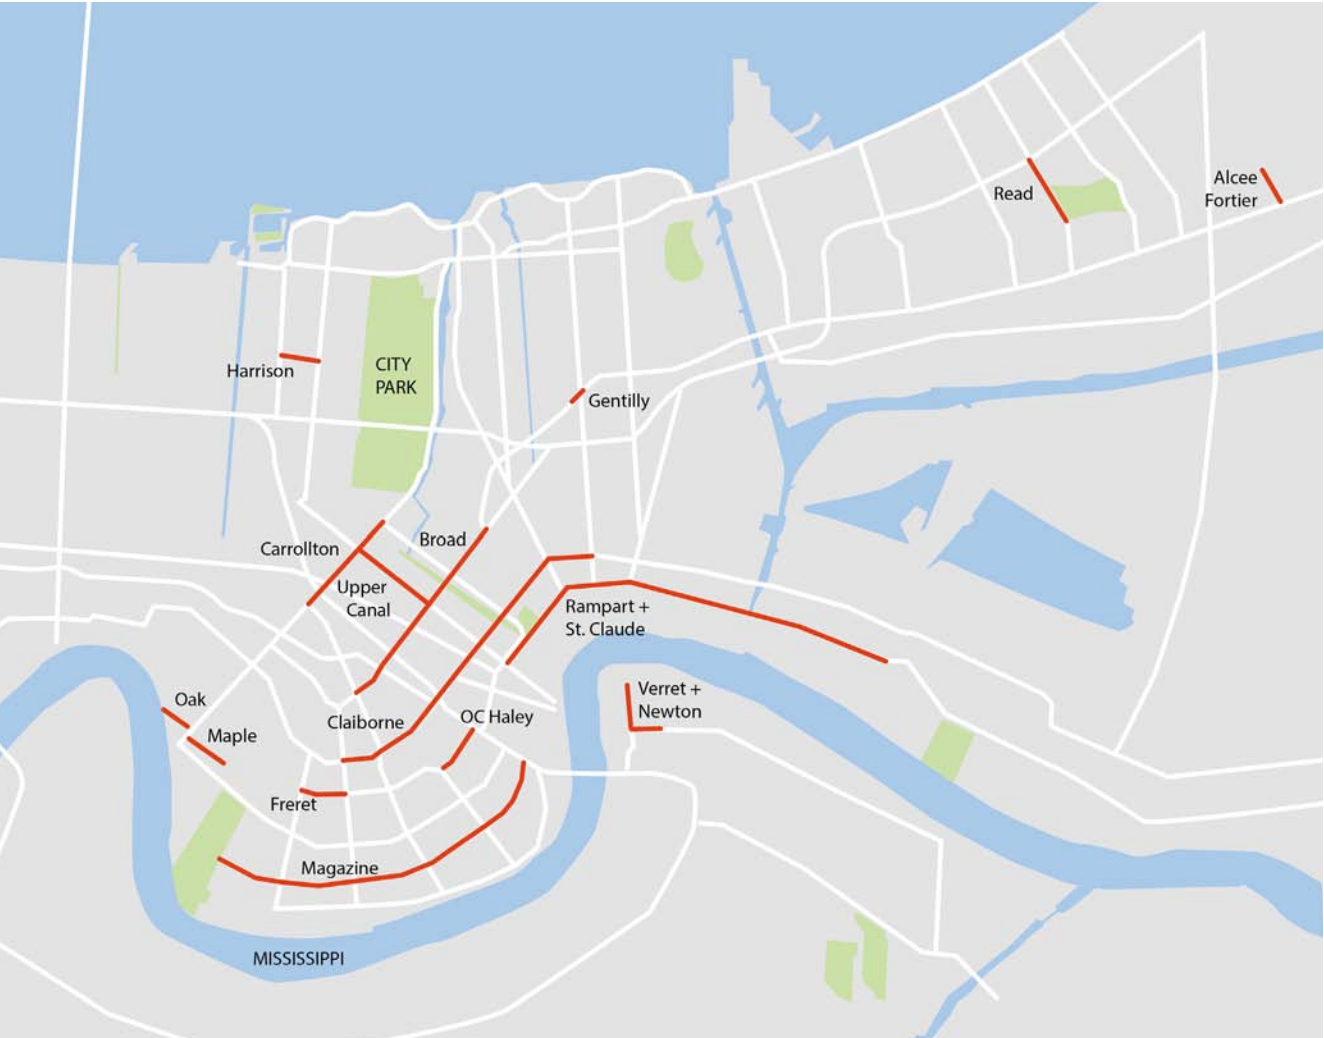 Alcee
Fortier
Read
CITY
PARK
Harrison
Gentilly
Broad
Carrollton
Upper
Canal
Rampart +
St. Claude
Verret +
Newton
Oak
Maple
Claiborne
OC Haley
Freret
Magazine
MISSISSIPPI